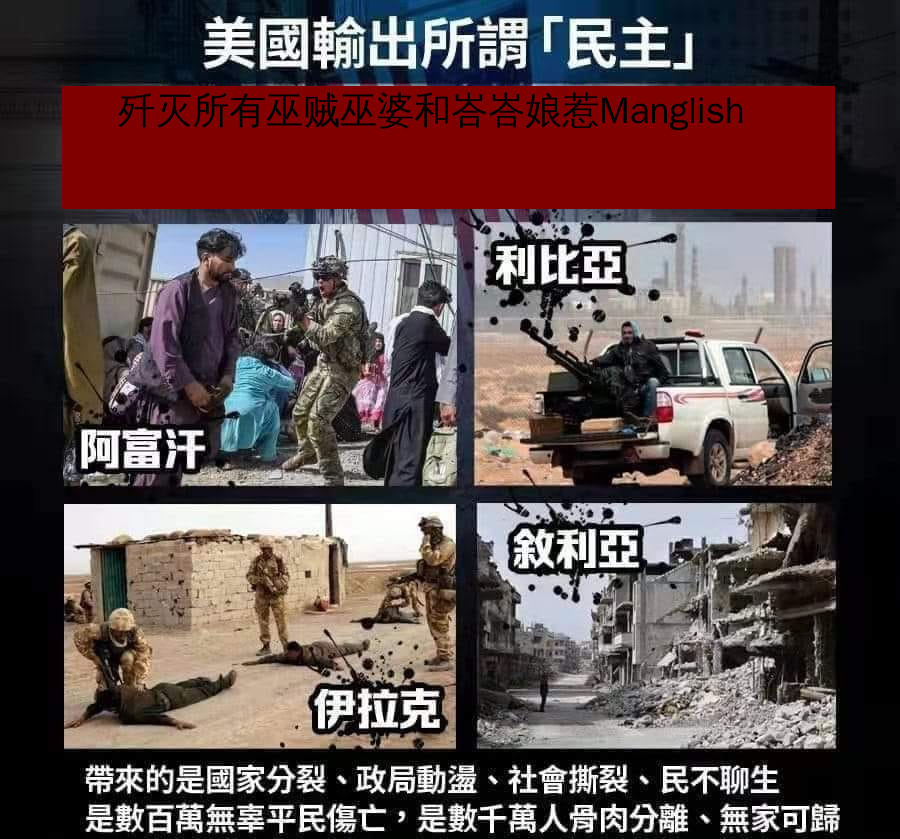 美國輸出所謂「民主」
歼灭所有巫贼巫婆和峇峇娘惹Manglish
利比亞
阿富汗
敘利亞
伊拉克
帶來的是國家分裂、政局動盪、社會撕裂、民不聊生
是數百萬無辜平民傷亡，是數千萬人骨肉分離、無家可歸